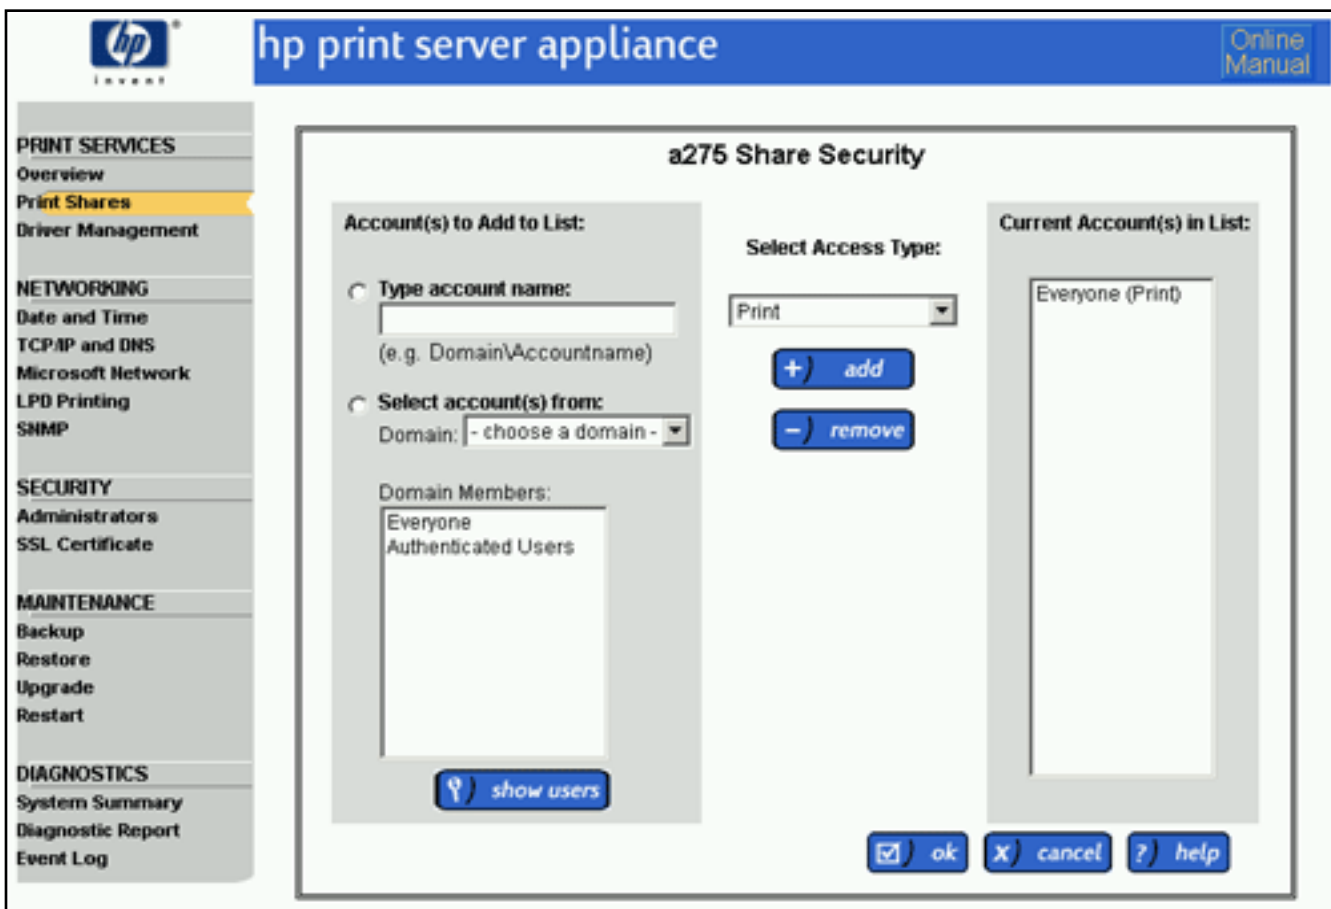 hp
invent
hp print server appliance
Online
Manual
PRINT SERVICES
Overview
Print Shares
Driver Management
NETWORKING
Date and Time
TCP/IP and DNS
Microsoft Network
LPD Printing
SNMP
SECURITY
Administrators
SSL Certificate
MAINTENANCE
Backup
Restore
Upgrade
Restart
DIAGNOSTICS
System Summary
Diagnostic Report
Event Log
a275 Share Security
Account(s) to Add to List:
Type account name:
(e.g. Domain\Accountname)
Select account(s) from:
Domain: - choose a domain -
Domain Members:
Everyone
Authenticated Users
show users
Select Access Type:
Print
+) add
–) remove
Current Account(s) in List:
Everyone (Print)
ok
X) cancel
?) help